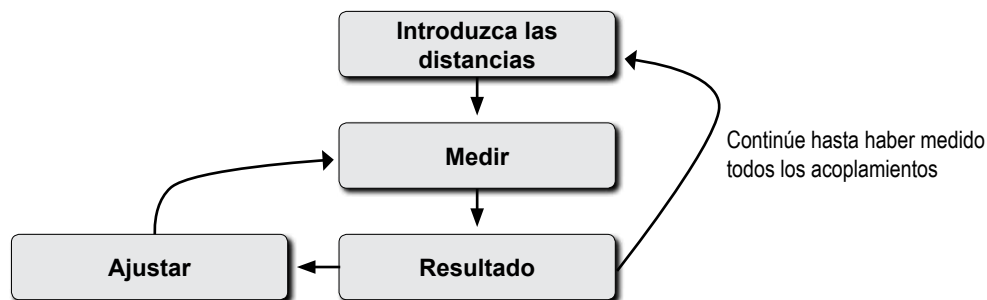 Introduzca las
distancias
Medir
Continúe hasta haber medido
todos los acoplamientos
Ajustar
Resultado